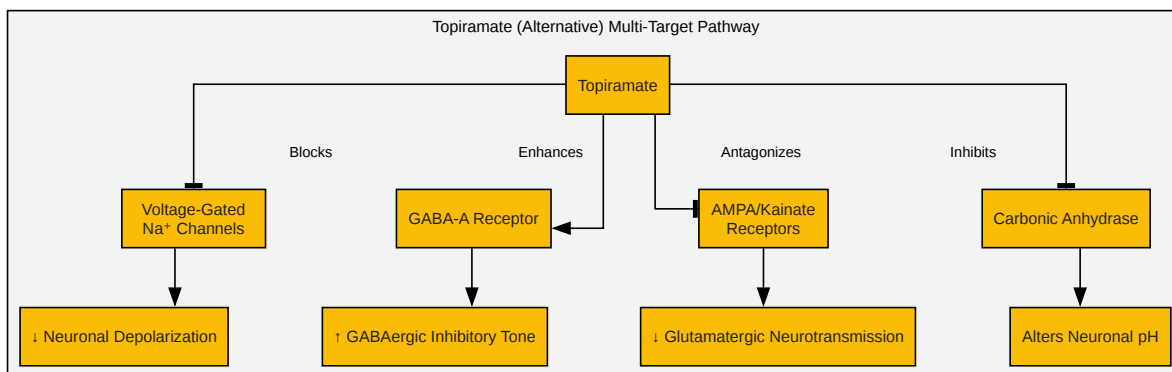 Topiramate (Alternative) Multi-Target Pathway
Topiramate
Blocks
Enhances
Antagonizes
Inhibits
Voltage-Gated
Na⁺ Channels
GABA-A Receptor
AMPA/Kainate
Receptors
Carbonic Anhydrase
↓ Neuronal Depolarization
↑ GABAergic Inhibitory Tone
↓ Glutamatergic Neurotransmission
Alters Neuronal pH